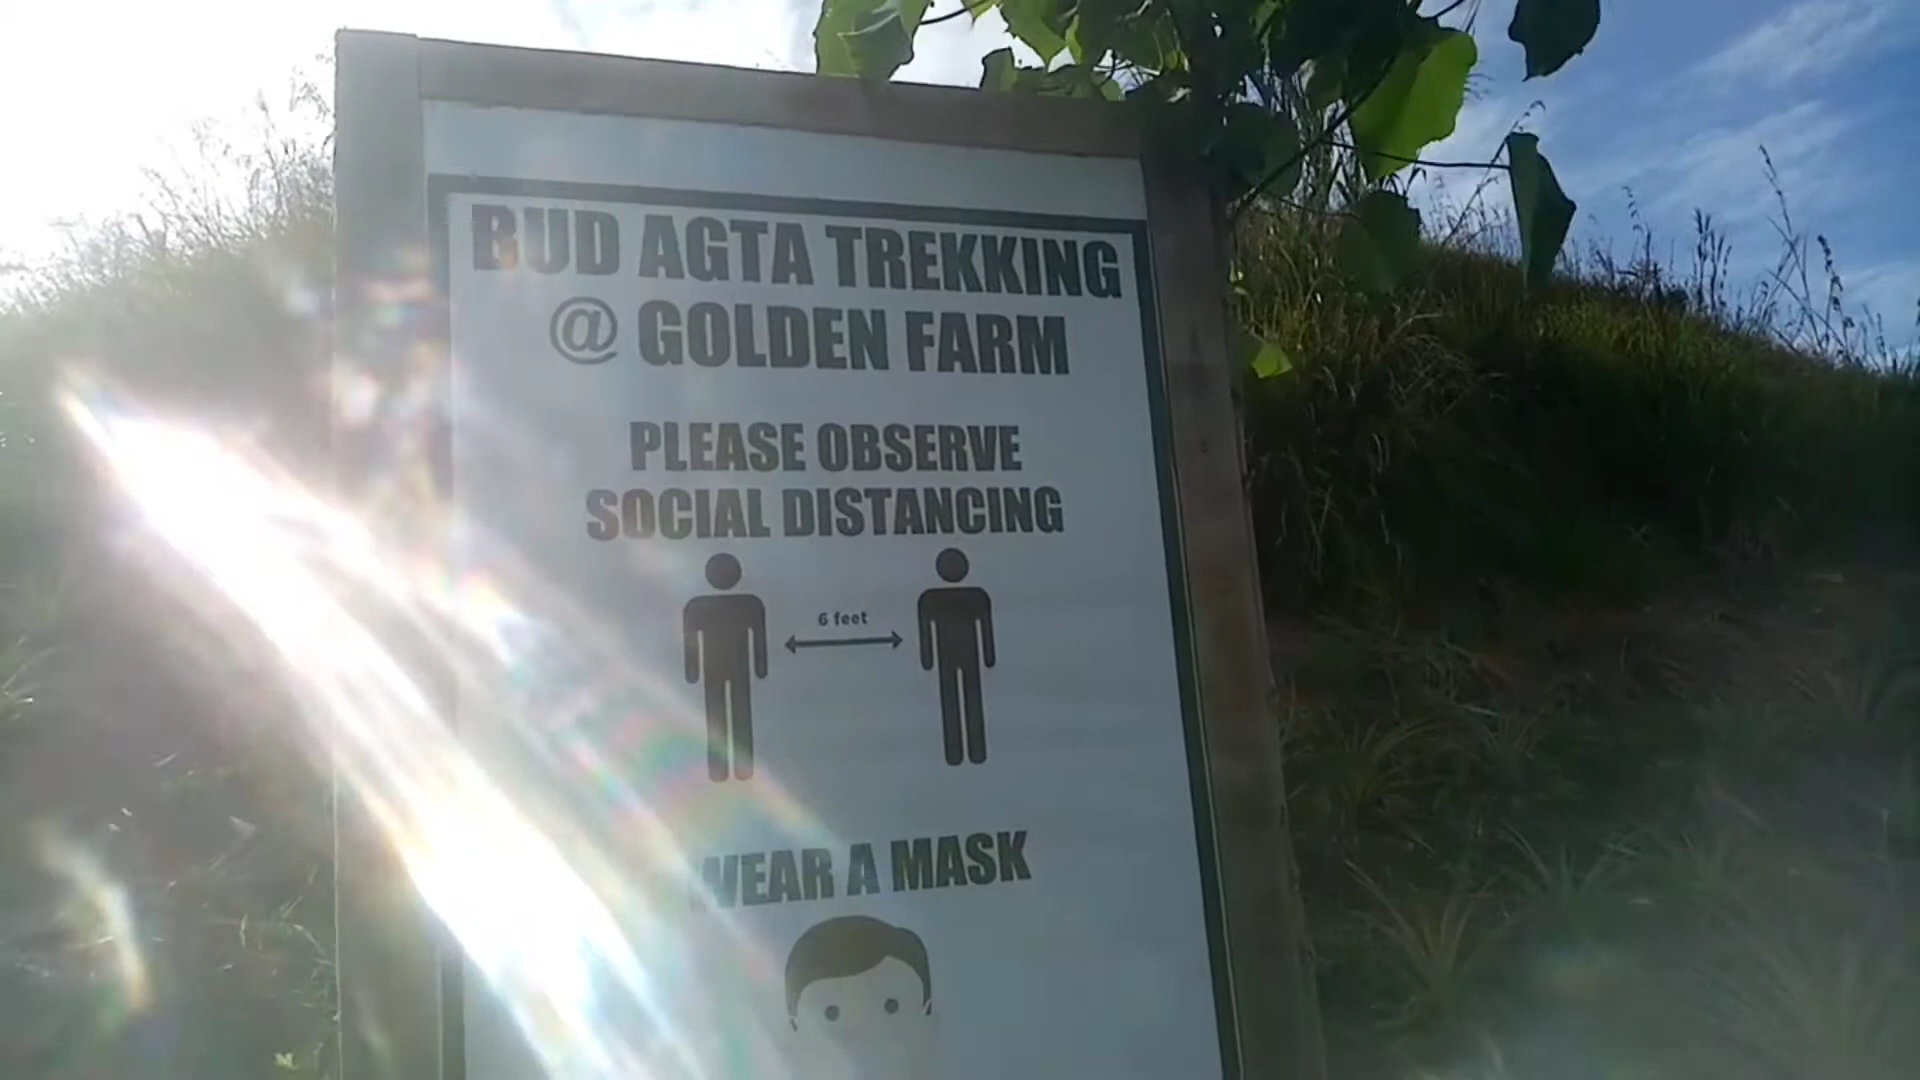 BUD AGTA TREKKING
@ GOLDEN FARM
PLEASE OBSERVE
SOCIAL DISTANCING
6 feet
WEAR A MASK